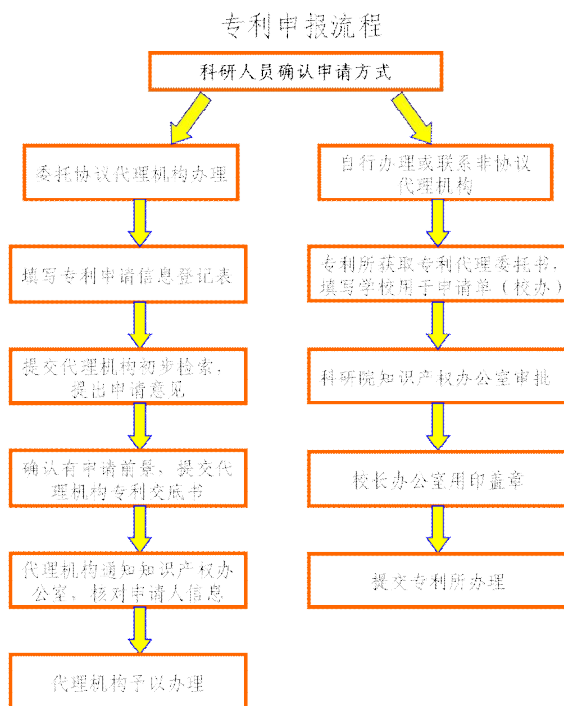 专利申报流程
科研人员确认申请方式
委托协议代理机构办理
填写专利申请信息登记表
提交代理机构初步检索，
提出申请意见
确认有申请前景，提交代
理机构专利交底书
代理机构通知知识产权办
公室，核对申请人信息
代理机构予以办理
自行办理或联系非协议
代理机构
专利所获取专利代理委托书，
填写学校用于申请单（校办）
科研院知识产权办公室审批
校长办公室用印盖章
提交专利所办理